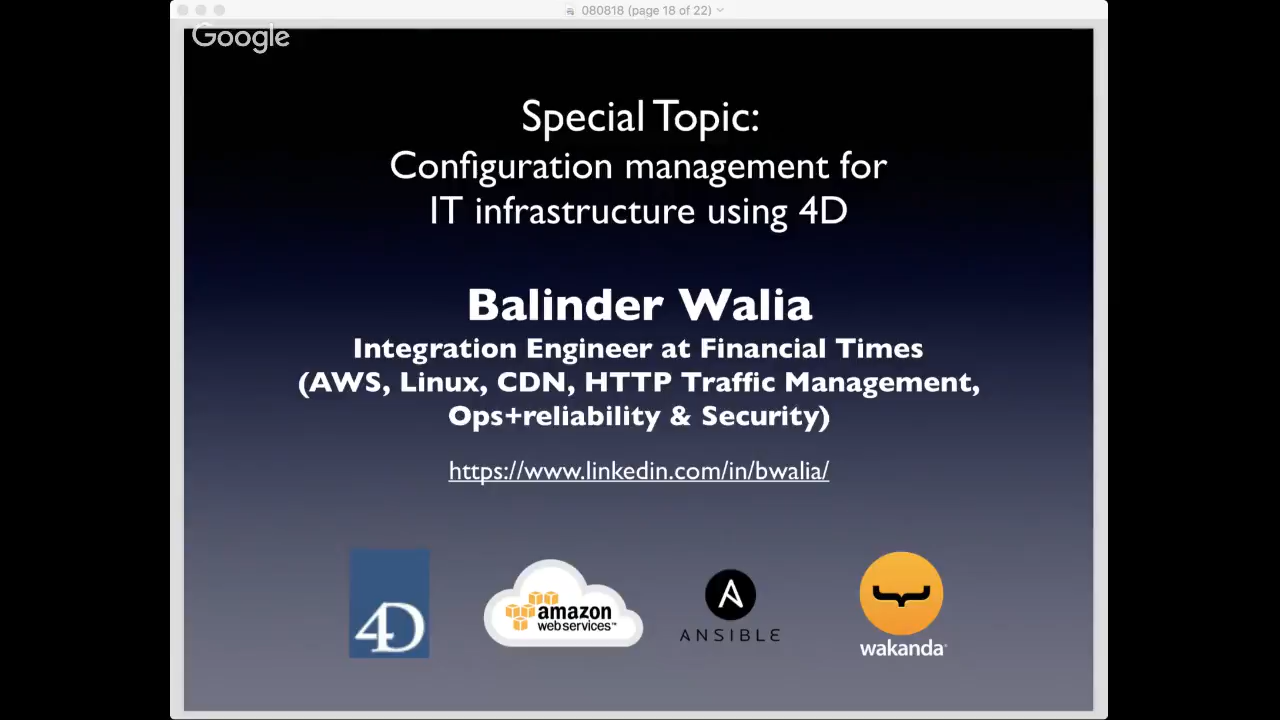 080818 (page 18 of 22)
Google
Special Topic:
Configuration management for
IT infrastructure using 4D
Balinder Walia
Integration Engineer at Financial Times
(AWS, Linux, CDN, HTTP Traffic Management,
Ops+reliability & Security)
https://www.linkedin.com/in/bwalia/
4D
amazon
webservices™
ANSIBLE
wakanda